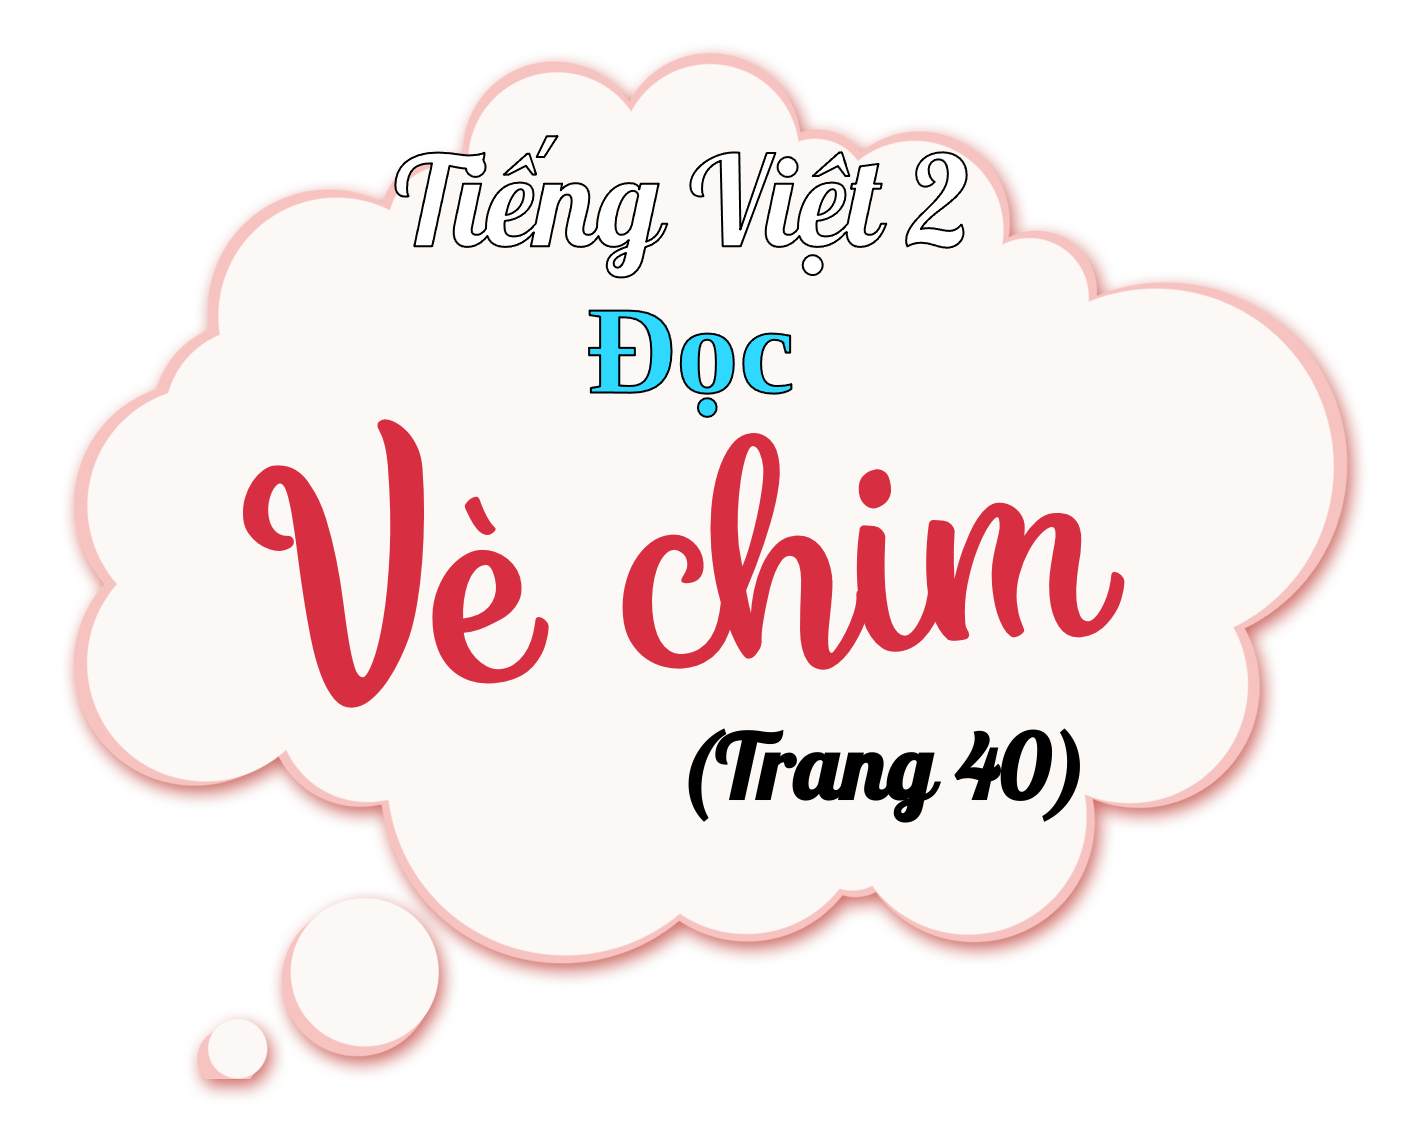 Tiếng Việt 2
Đọc
Vè chim
(Trang 40)